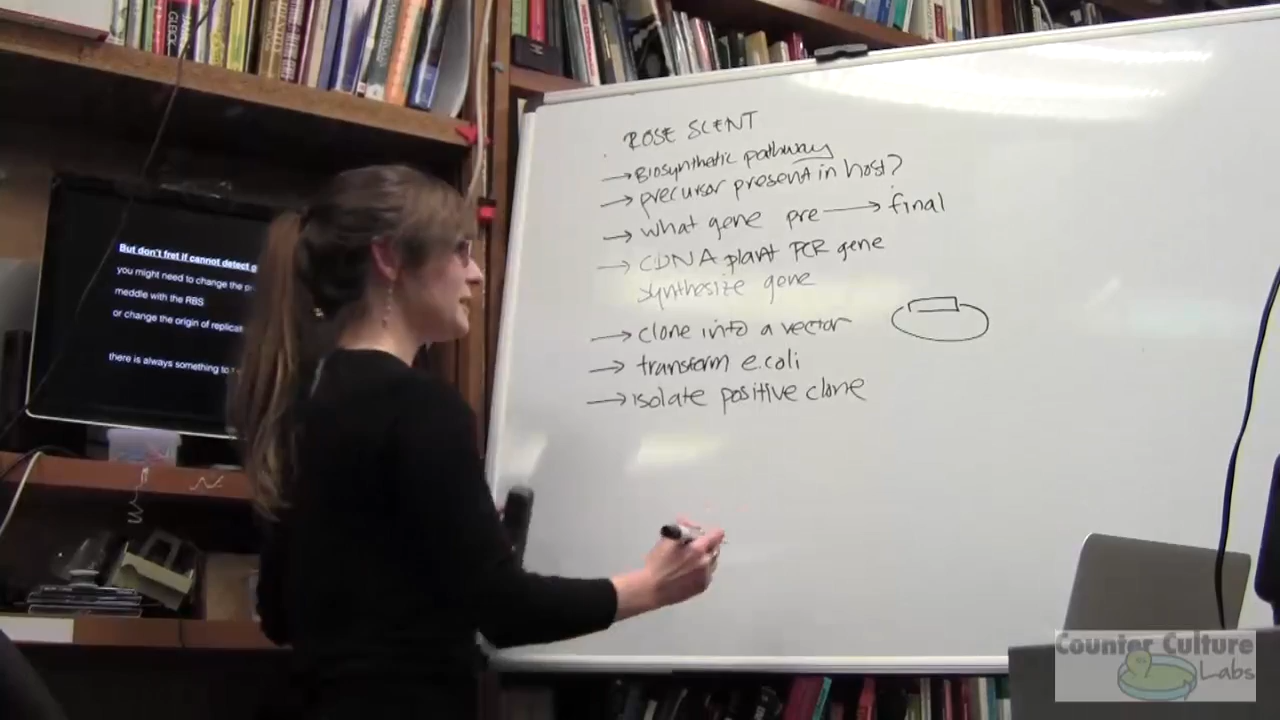 ROSE SCENT
→ Biosynthetic pathway
→ precursor present in host?
→ what gene pre → final
→ CDNA plant PCR gene
synthesize gene
→ clone into a vector
→ transform e.coli
→ isolate positive clone
But don't fret if cannot detect
you might need to change the
meddle with the RBS
or change the origin of
there is always something to
Counter Culture
Labs